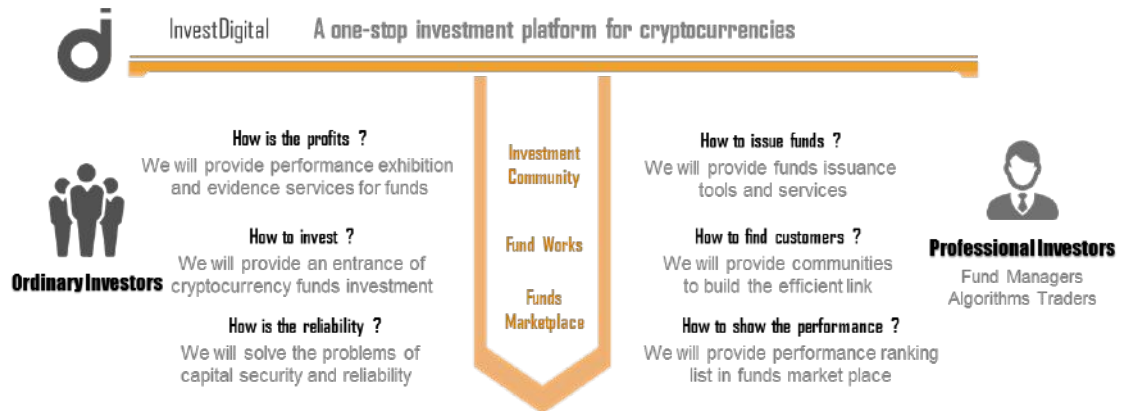 di
InvestDigital A one-stop investment platform for cryptocurrencies
How is the profits ?
We will provide performance exhibition
and evidence services for funds
How to invest ?
We will provide an entrance of
cryptocurrency funds investment
How is the reliability ?
We will solve the problems of
capital security and reliability
Ordinary Investors
Investment
Community
Fund Works
Funds
Marketplace
How to issue funds ?
We will provide funds issuance
tools and services
How to find customers ?
We will provide communities
to build the efficient link
How to show the performance ?
We will provide performance ranking
list in funds market place
Professional Investors
Fund Managers
Algorithms Traders